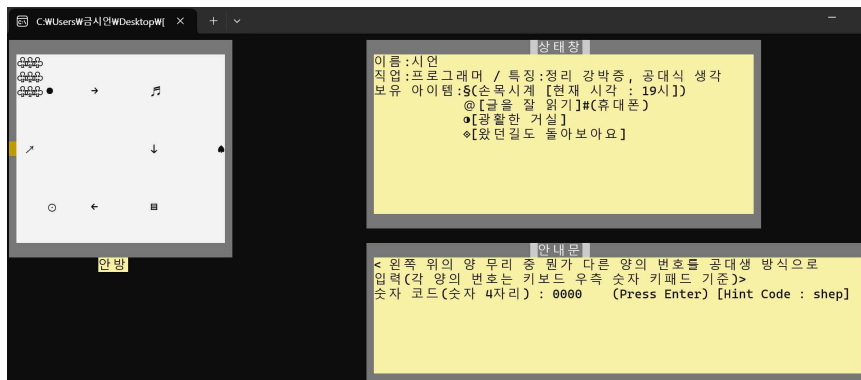 C:₩Users₩금시언₩Desktop₩[
상태창
이름:시언
직업:프로그래머 / 특징:정리 강박증, 공대식 생각
보유 아이템:§(손목시계 [현재 시각 : 19시])
@[글을 잘 읽기]#(휴대폰)
◑[광활한 거실]
◈[왔던길도 돌아보아요]
안방
안내문
< 왼쪽 위의 양 무리 중 뭔가 다른 양의 번호를 공대생 방식으로
입력(각 양의 번호는 키보드 우측 숫자 키패드 기준)>
숫자 코드(숫자 4자리) : 0000 (Press Enter) [Hint Code : shep]